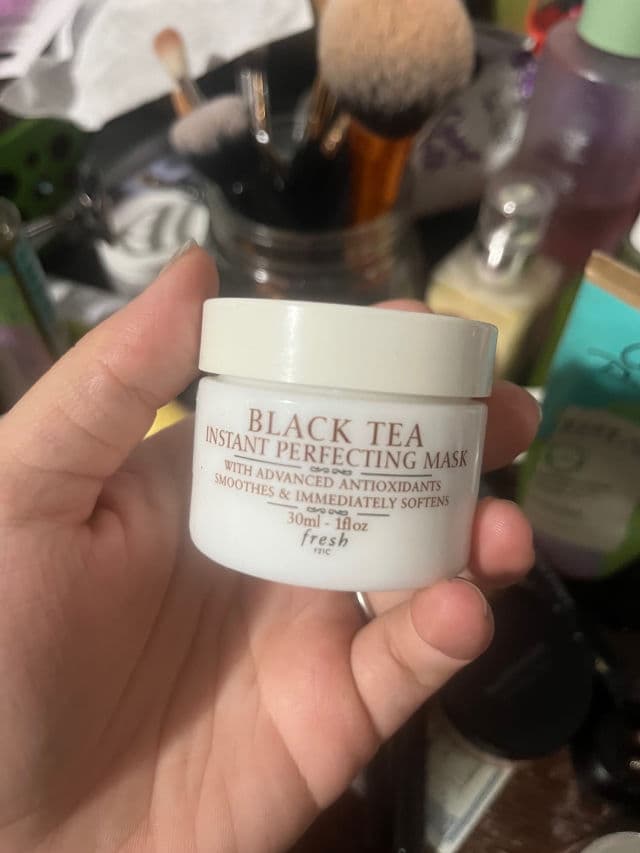 BLACK TEA
INSTANT PERFECTING MASK
WITH ADVANCED ANTIOXIDANTS
SMOOTHES & IMMEDIATELY SOFTENS
30ml - 1fl oz
fresh